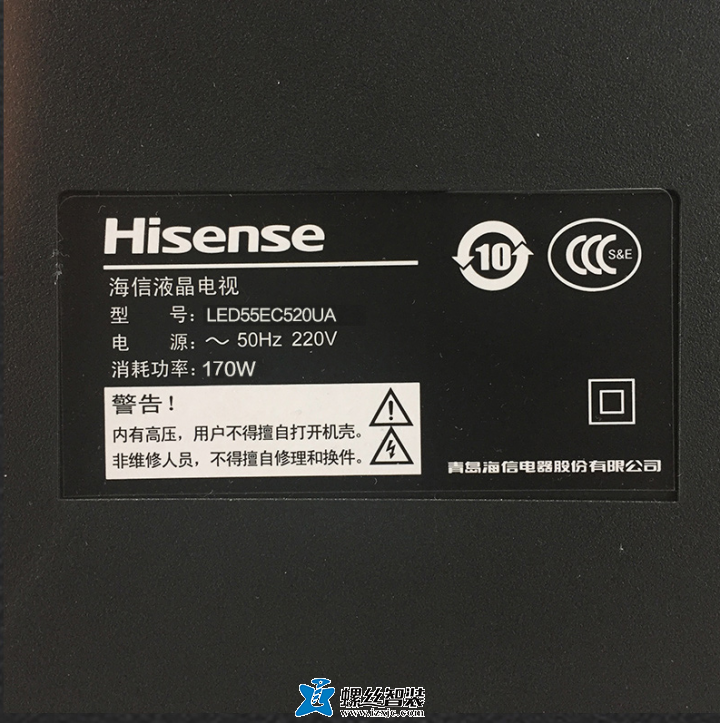 Hisense
10
CCC S&E
海信液晶电视
型 号: LED55EC520UA
电 源: ～ 50Hz 220V
消耗功率: 170W
警告！
内有高压，用户不得擅自打开机壳。
非维修人员，不得擅自修理和换件。
青岛海信电器股份有限公司
螺丝智装
www.lzxjc.com